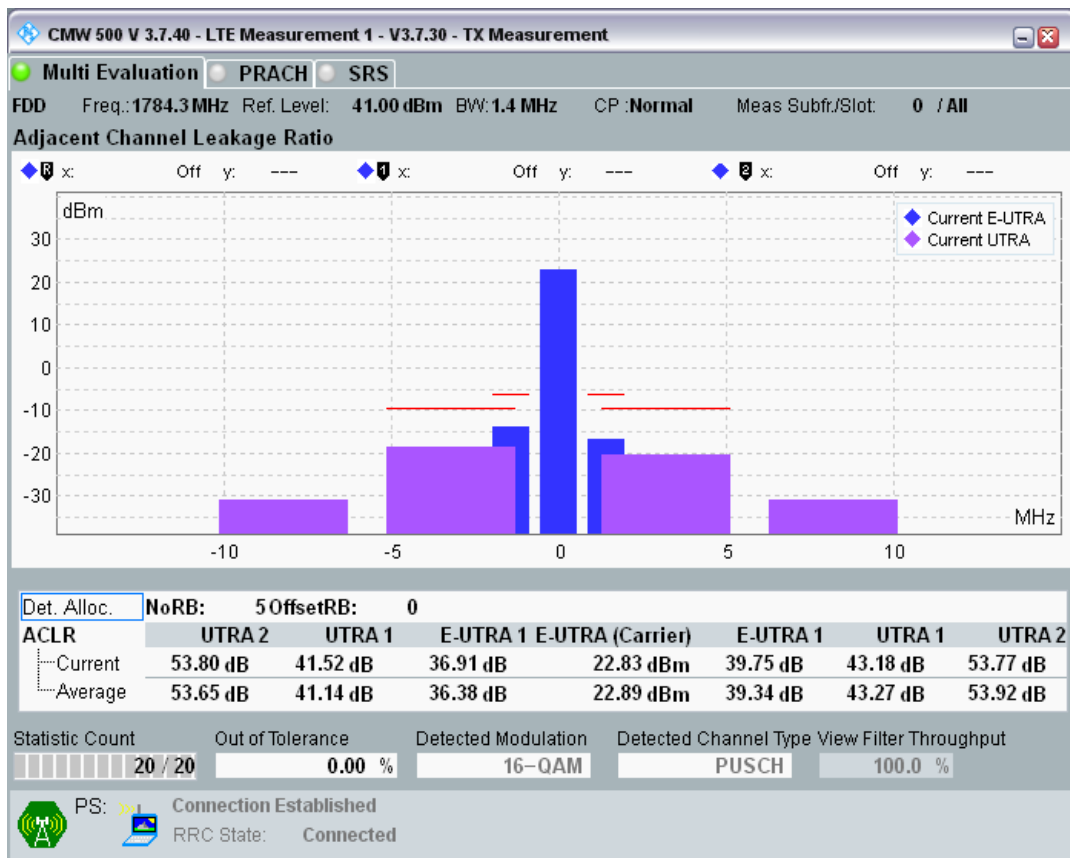 CMW 500 V 3.7.40 - LTE Measurement 1 - V3.7.30 - TX Measurement
Multi Evaluation PRACH SRS
FDD Freq.: 1784.3 MHz Ref. Level: 41.00 dBm BW: 1.4 MHz CP :Normal Meas Subfr./Slot: 0 / All
Adjacent Channel Leakage Ratio
R x: Off y: --- 1 x: Off y: --- 2 x: Off y: ---
dBm
Current E-UTRA
Current UTRA
30
20
10
0
-10
-20
-30
MHz
-10 -5 0 5 10
Det. Alloc. NoRB: 5 OffsetRB: 0
ACLR UTRA 2 UTRA 1 E-UTRA 1 E-UTRA (Carrier) E-UTRA 1 UTRA 1 UTRA 2
Current 53.80 dB 41.52 dB 36.91 dB 22.83 dBm 39.75 dB 43.18 dB 53.77 dB
Average 53.65 dB 41.14 dB 36.38 dB 22.89 dBm 39.34 dB 43.27 dB 53.92 dB
Statistic Count Out of Tolerance Detected Modulation Detected Channel Type View Filter Throughput
20 / 20 0.00 % 16-QAM PUSCH 100.0 %
PS: Connection Established
RRC State: Connected